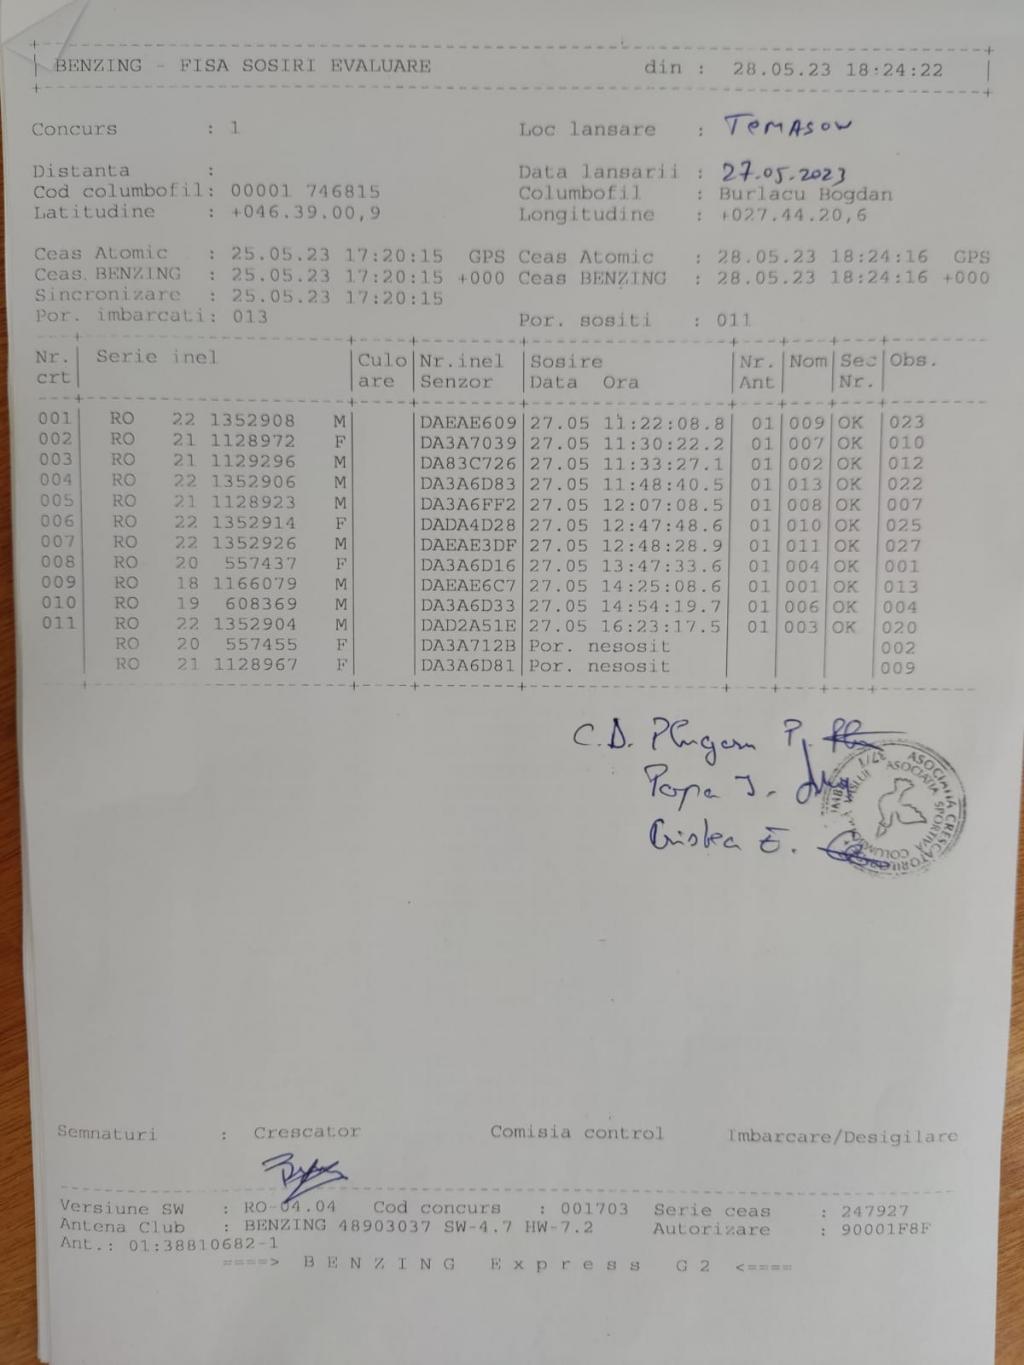 BENZING - FISA SOSIRI EVALUARE din : 28.05.23 18:24:22
Concurs : 1 Loc lansare : TOMASOW
Distanta : Data lansarii : 27.05.2023
Cod columbofil: 00001 746815 Columbofil : Burlacu Bogdan
Latitudine : +046.39.00,9 Longitudine : +027.44.20,6
Ceas Atomic : 25.05.23 17:20:15 GPS Ceas Atomic : 28.05.23 18:24:16 GPS
Ceas BENZING : 25.05.23 17:20:15 +000 Ceas BENZING : 28.05.23 18:24:16 +000
Sincronizare : 25.05.23 17:20:15
Por. imbarcati: 013 Por. sositi : 011
Nr. Serie inel Culo Nr.inel Sosire Nr. Nom Sec Obs.
crt are Senzor Data Ora Ant Nr.
001 RO 22 1352908 M DAEAE609 27.05 11:22:08.8 01 009 OK 023
002 RO 21 1128972 F DA3A7039 27.05 11:30:22.2 01 007 OK 010
003 RO 21 1129296 M DA83C726 27.05 11:33:27.1 01 002 OK 012
004 RO 22 1352906 M DA3A6D83 27.05 11:48:40.5 01 013 OK 022
005 RO 21 1128923 M DA3A6FF2 27.05 12:07:08.5 01 008 OK 007
006 RO 22 1352914 F DADA4D28 27.05 12:47:48.6 01 010 OK 025
007 RO 22 1352926 M DAEAE3DF 27.05 12:48:28.9 01 011 OK 027
008 RO 20 557437 F DA3A6D16 27.05 13:47:33.6 01 004 OK 001
009 RO 18 1166079 M DAEAE6C7 27.05 14:25:08.6 01 001 OK 013
010 RO 19 608369 M DA3A6D33 27.05 14:54:19.7 01 006 OK 004
011 RO 22 1352904 M DAD2A51E 27.05 16:23:17.5 01 003 OK 020
RO 20 557455 F DA3A712B Por. nesosit 002
RO 21 1128967 F DA3A6D81 Por. nesosit 009
C.D. Plugaru P.
Popa I.
Cristea E.
ASOCIATIA CRESCATORILOR
ASOCIATIA SPORTIVA
VASLUI
Semnaturi : Crescator Comisia control Imbarcare/Desigilare
Versiune SW : RO-04.04 Cod concurs : 001703 Serie ceas : 247927
Antena Club : BENZING 48903037 SW-4.7 HW-7.2 Autorizare : 90001F8F
Ant.: 01:38810682-1
====> BENZING Express G2 <====